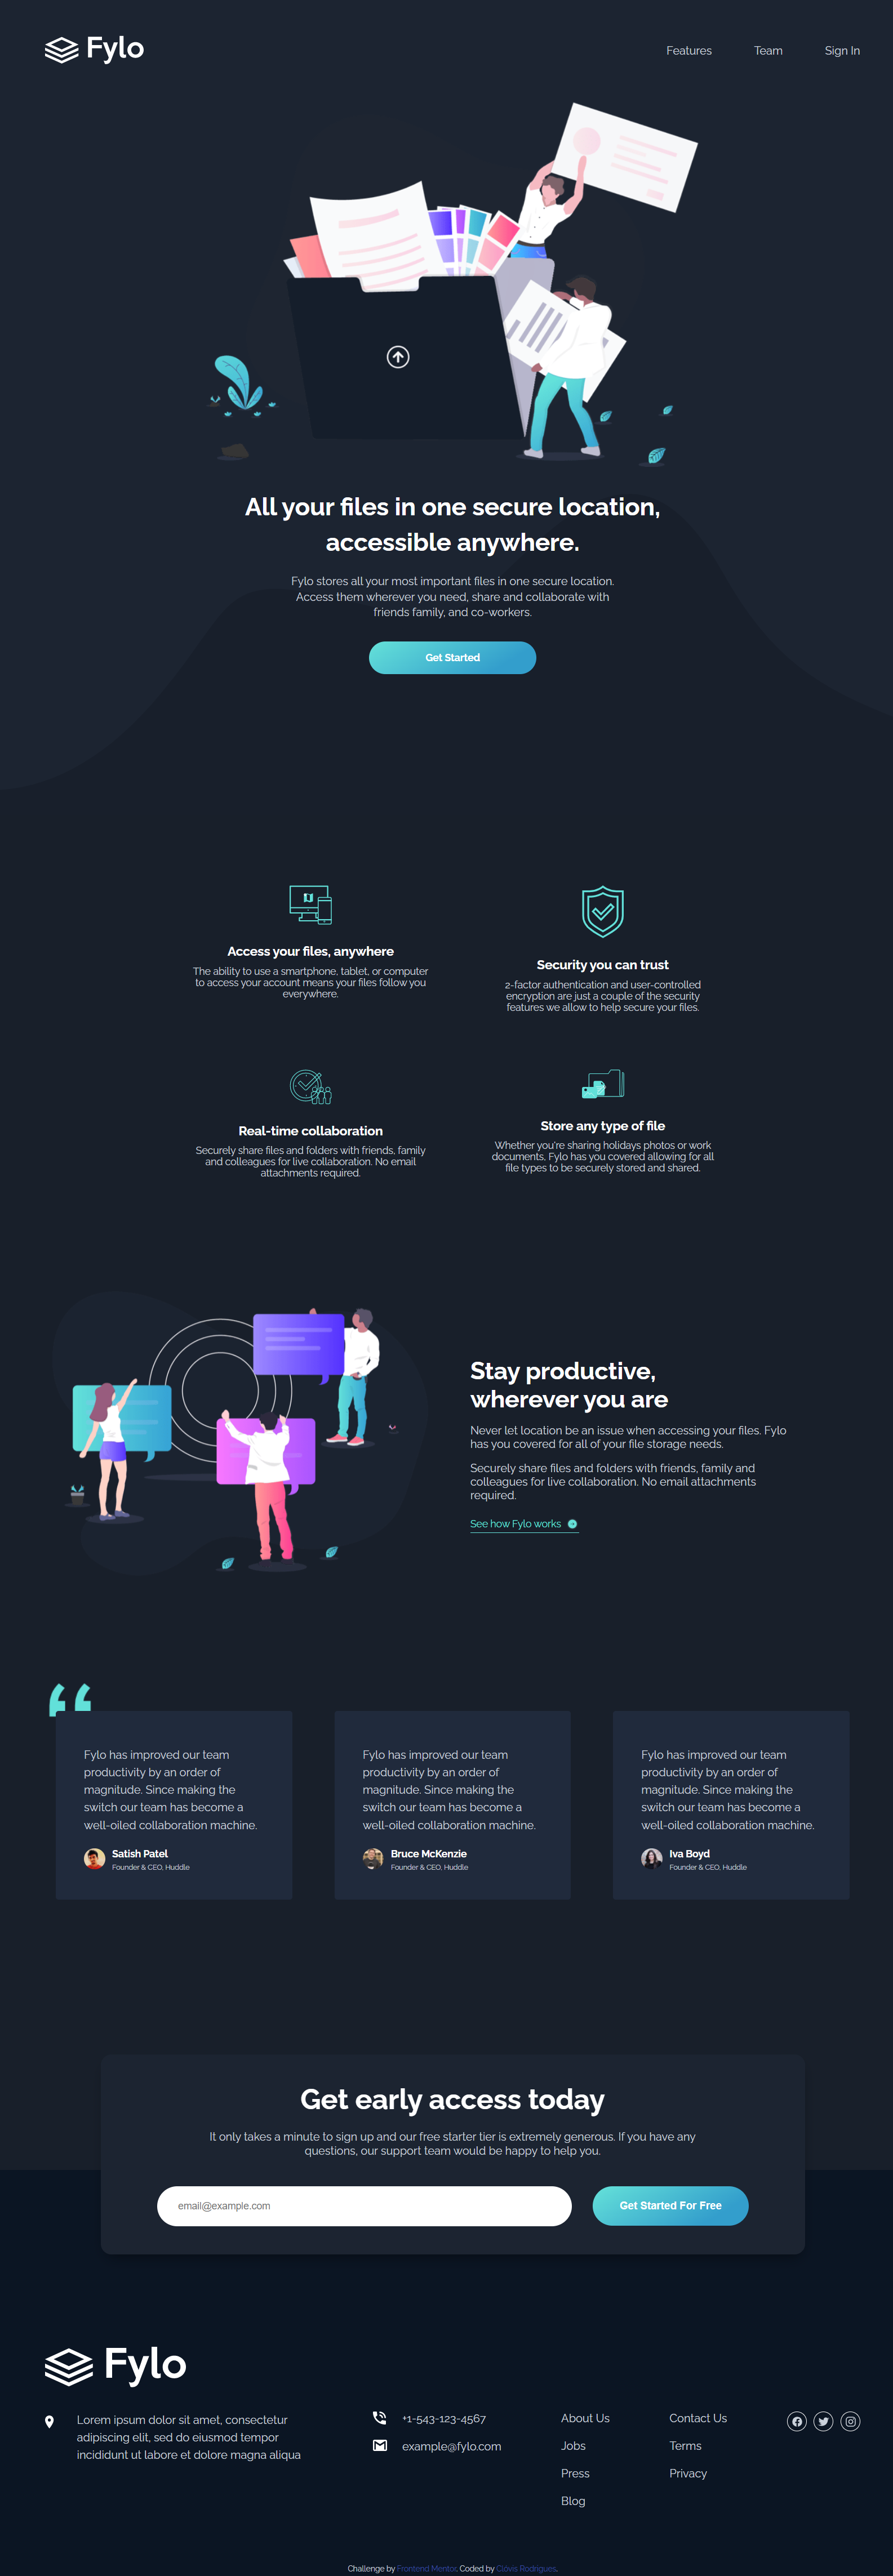 Fylo
Features Team Sign In
All your files in one secure location,
accessible anywhere.
Fylo stores all your most important files in one secure location.
Access them wherever you need, share and collaborate with
friends family, and co-workers.
Get Started
Access your files, anywhere
The ability to use a smartphone, tablet, or computer
to access your account means your files follow you
everywhere.
Security you can trust
2-factor authentication and user-controlled
encryption are just a couple of the security
features we allow to help secure your files.
Real-time collaboration
Securely share files and folders with friends, family
and colleagues for live collaboration. No email
attachments required.
Store any type of file
Whether you're sharing holidays photos or work
documents, Fylo has you covered allowing for all
file types to be securely stored and shared.
Stay productive,
wherever you are
Never let location be an issue when accessing your files. Fylo
has you covered for all of your file storage needs.
Securely share files and folders with friends, family and
colleagues for live collaboration. No email attachments
required.
See how Fylo works
Fylo has improved our team
productivity by an order of
magnitude. Since making the
switch our team has become a
well-oiled collaboration machine.
Satish Patel
Founder & CEO, Huddle
Fylo has improved our team
productivity by an order of
magnitude. Since making the
switch our team has become a
well-oiled collaboration machine.
Bruce McKenzie
Founder & CEO, Huddle
Fylo has improved our team
productivity by an order of
magnitude. Since making the
switch our team has become a
well-oiled collaboration machine.
Iva Boyd
Founder & CEO, Huddle
Get early access today
It only takes a minute to sign up and our free starter tier is extremely generous. If you have any
questions, our support team would be happy to help you.
email@example.com
Get Started For Free
Fylo
Lorem ipsum dolor sit amet, consectetur
adipiscing elit, sed do eiusmod tempor
incididunt ut labore et dolore magna aliqua
+1-543-123-4567
example@fylo.com
About Us
Jobs
Press
Blog
Contact Us
Terms
Privacy
Challenge by Frontend Mentor. Coded by Clóvis Rodrigues.